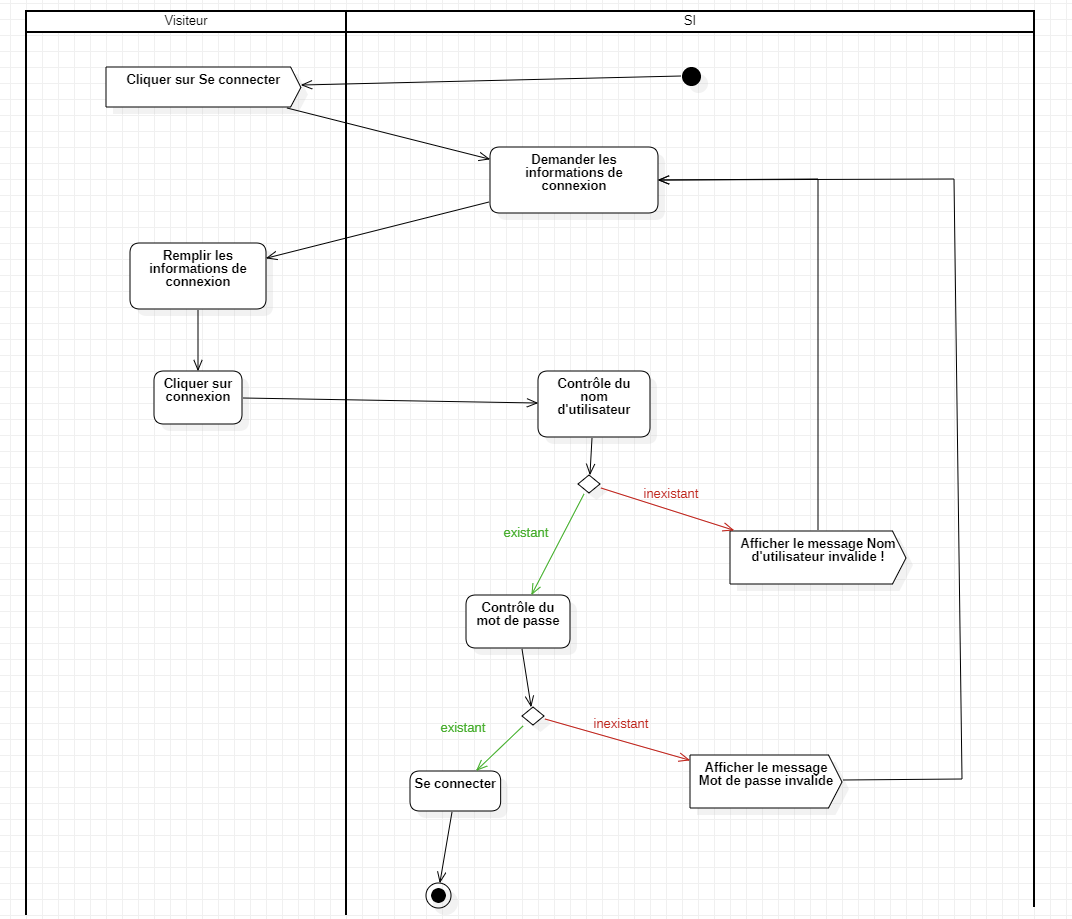 Visiteur
SI
Cliquer sur Se connecter
Demander les
informations de
connexion
Remplir les
informations de
connexion
Cliquer sur
connexion
Contrôle du
nom
d'utilisateur
inexistant
existant
Afficher le message Nom
d'utilisateur invalide !
Contrôle du
mot de passe
existant
inexistant
Se connecter
Afficher le message
Mot de passe invalide